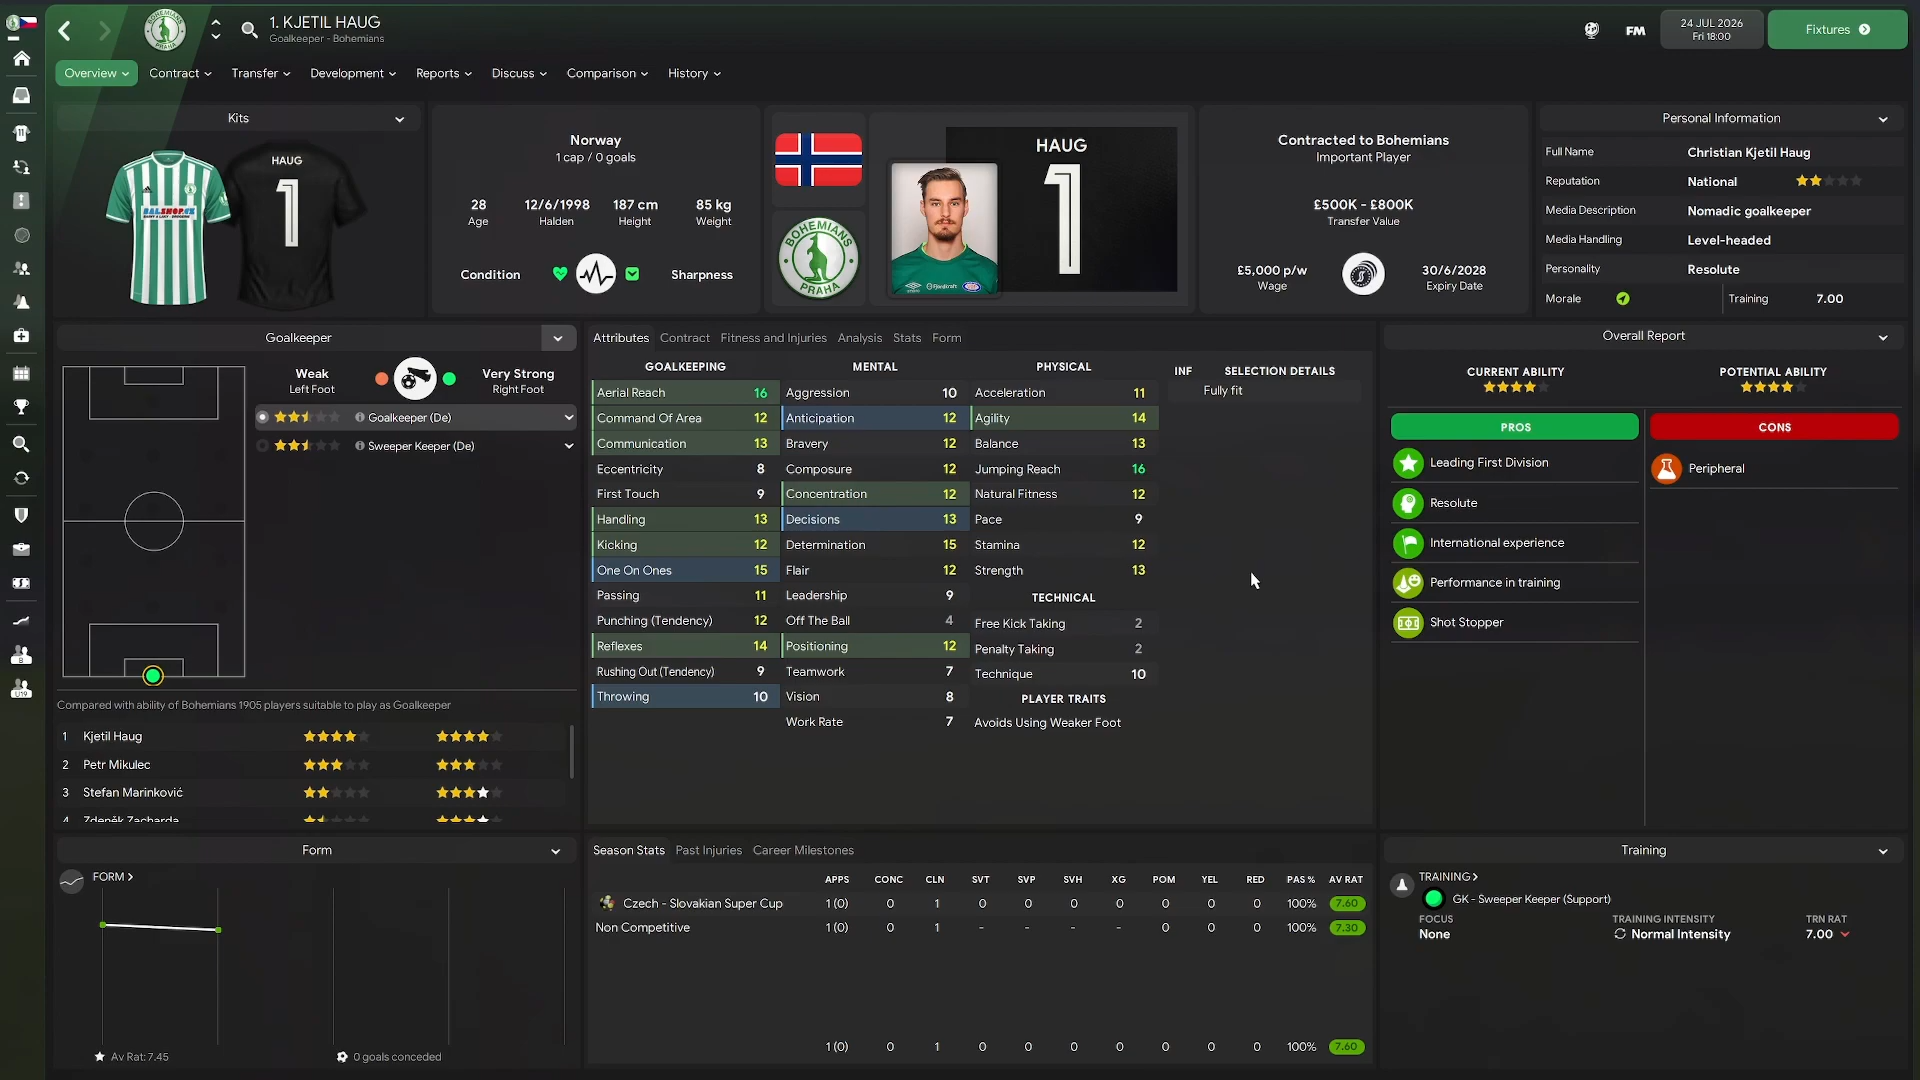 1. KJETIL HAUG
Goalkeeper - Bohemians
FM
24 JUL 2026
Fri 18:00
Fixtures
Overview
Contract
Transfer
Development
Reports
Discuss
Comparison
History
Kits
HAUG
1
Norway
1 cap / 0 goals
28
Age
12/6/1998
Halden
187 cm
Height
85 kg
Weight
Condition
Sharpness
BOHEMIANS
PRAHA
HAUG
1
Contracted to Bohemians
Important Player
£500K - £800K
Transfer Value
£5,000 p/w
Wage
30/6/2028
Expiry Date
Personal Information
Full Name Christian Kjetil Haug
Reputation National
Media Description Nomadic goalkeeper
Media Handling Level-headed
Personality Resolute
Morale
Training 7.00
Goalkeeper
Weak
Left Foot
Very Strong
Right Foot
Goalkeeper (De)
Sweeper Keeper (De)
Compared with ability of Bohemians 1905 players suitable to play as Goalkeeper
1 Kjetil Haug
2 Petr Mikulec
3 Stefan Marinković
4 Zdeněk Zacharda
Attributes
Contract
Fitness and Injuries
Analysis
Stats
Form
GOALKEEPING
Aerial Reach 16
Command Of Area 12
Communication 13
Eccentricity 8
First Touch 9
Handling 13
Kicking 12
One On Ones 15
Passing 11
Punching (Tendency) 12
Reflexes 14
Rushing Out (Tendency) 9
Throwing 10
MENTAL
Aggression 10
Anticipation 12
Bravery 12
Composure 12
Concentration 12
Decisions 13
Determination 15
Flair 12
Leadership 9
Off The Ball 4
Positioning 12
Teamwork 7
Vision 8
Work Rate 7
PHYSICAL
Acceleration 11
Agility 14
Balance 13
Jumping Reach 16
Natural Fitness 12
Pace 9
Stamina 12
Strength 13
TECHNICAL
Free Kick Taking 2
Penalty Taking 2
Technique 10
PLAYER TRAITS
Avoids Using Weaker Foot
INF SELECTION DETAILS
Fully fit
Overall Report
CURRENT ABILITY
POTENTIAL ABILITY
PROS
Leading First Division
Resolute
International experience
Performance in training
Shot Stopper
CONS
Peripheral
Form
FORM
Av Rat: 7.45
0 goals conceded
Season Stats
Past Injuries
Career Milestones
APPS CONC CLN SVT SVP SVH XG POM YEL RED PAS % AV RAT
Czech - Slovakian Super Cup 1 (0) 0 1 0 0 0 0 0 0 0 100% 7.60
Non Competitive 1 (0) 0 1 - - - - 0 0 0 100% 7.30
1 (0) 0 1 0 0 0 0 0 0 0 100% 7.60
Training
TRAINING
GK - Sweeper Keeper (Support)
FOCUS
None
TRAINING INTENSITY
Normal Intensity
TRN RAT
7.00